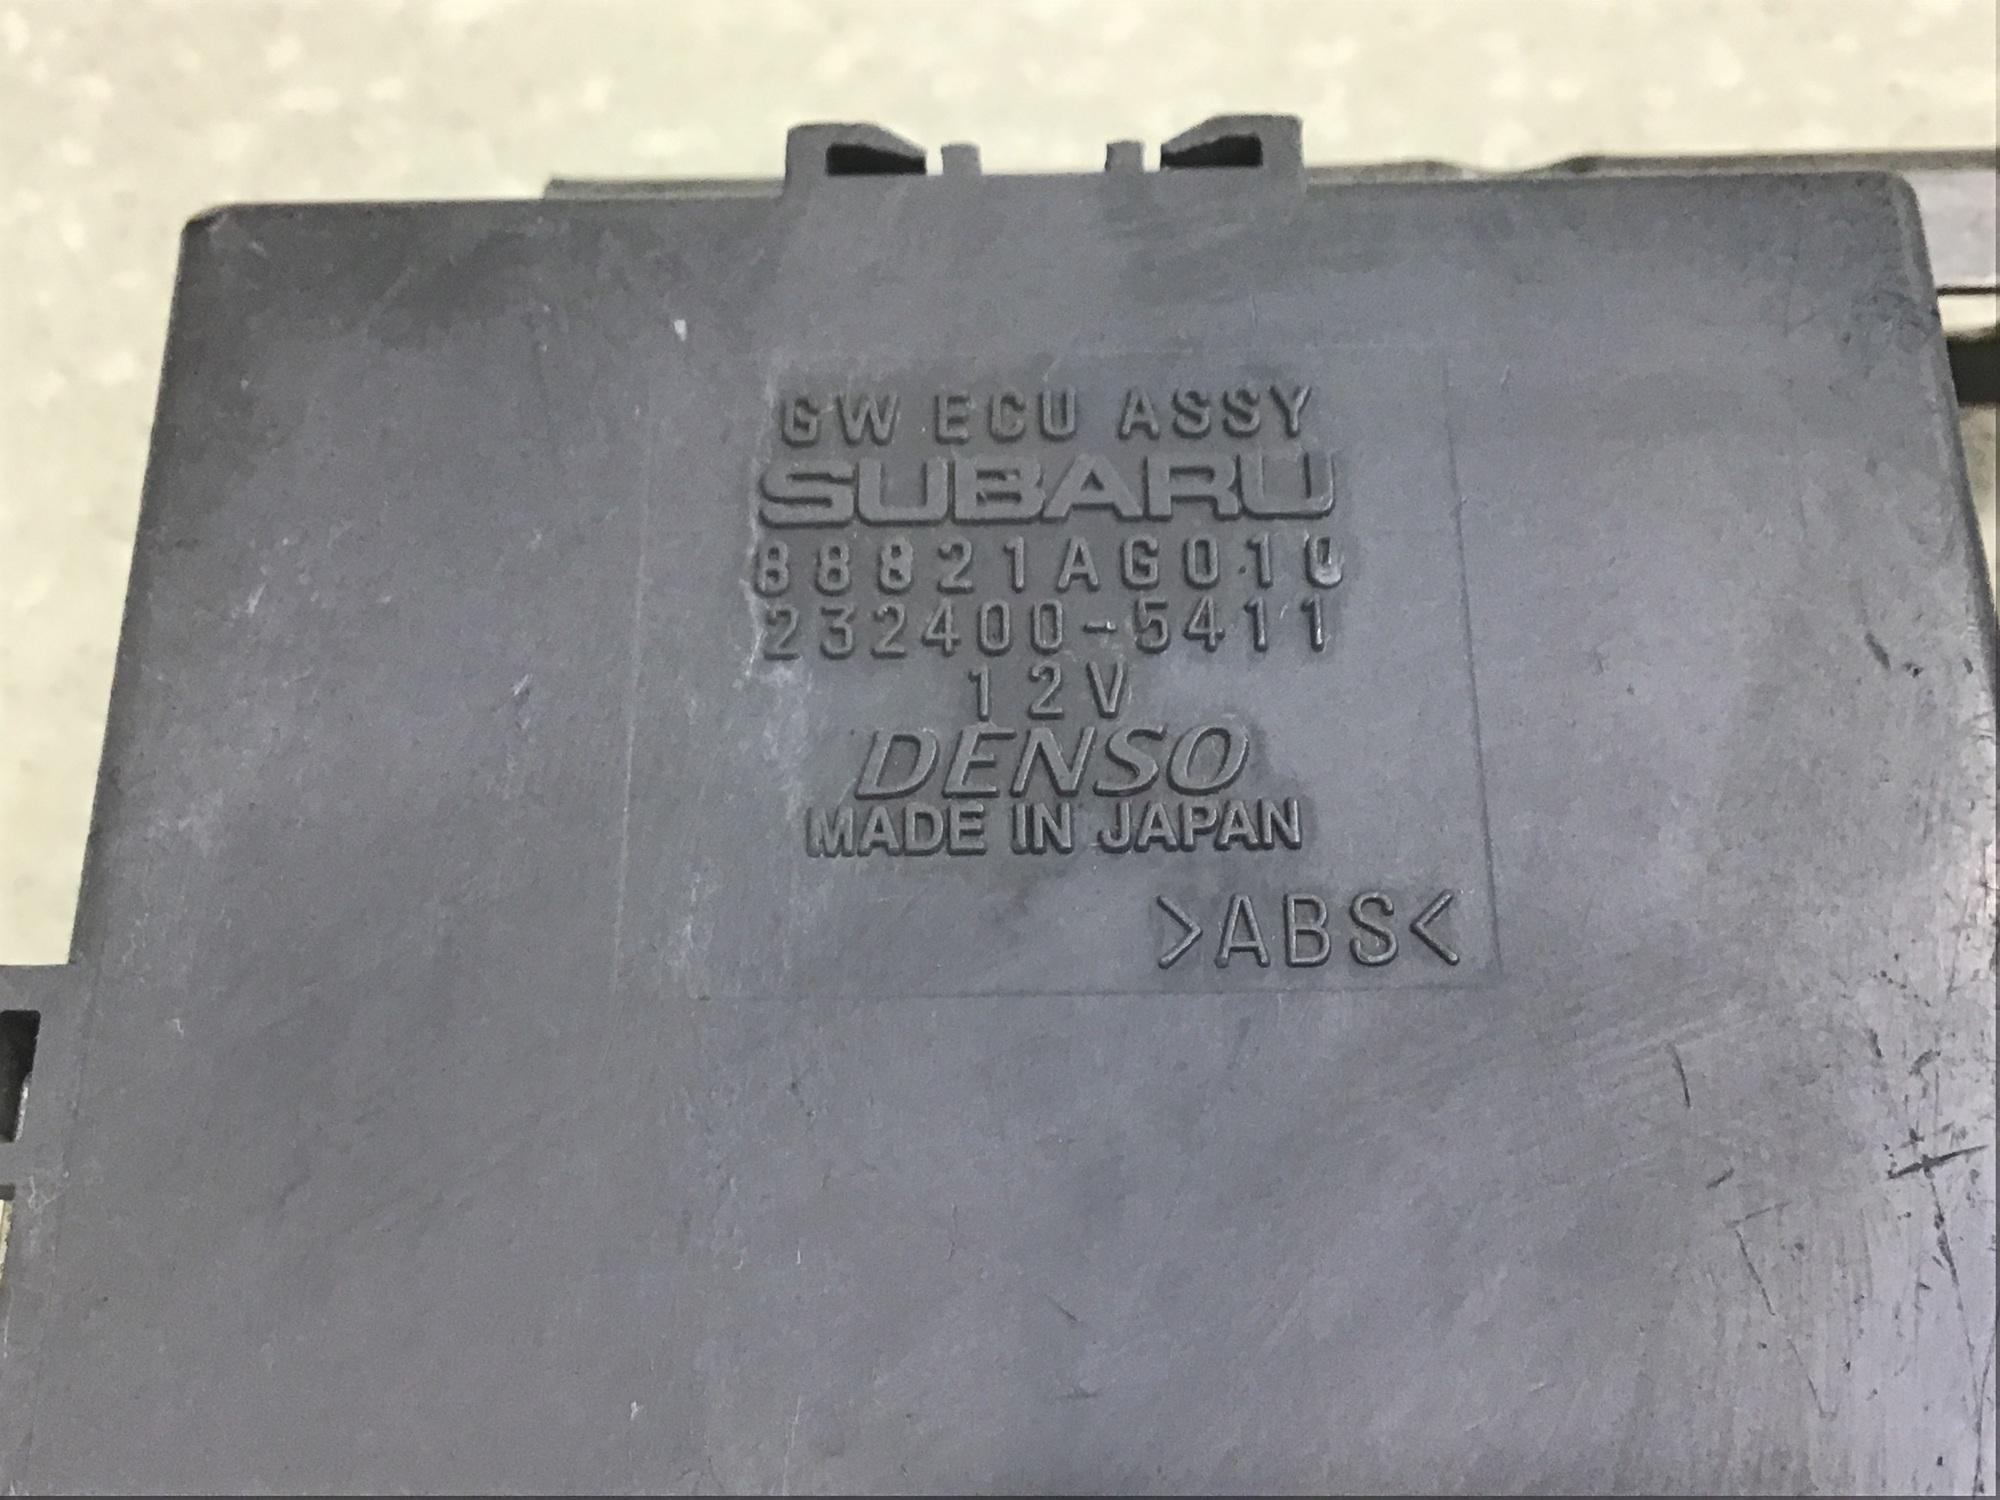 GW ECU ASSY
SUBARU
88821AG010
232400-5411
12V
DENSO
MADE IN JAPAN
>ABS<